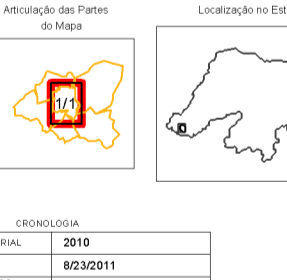 Articulação das Partes
do Mapa
Localização no Est
1/1
CRONOLOGIA
RIAL 2010
8/23/2011